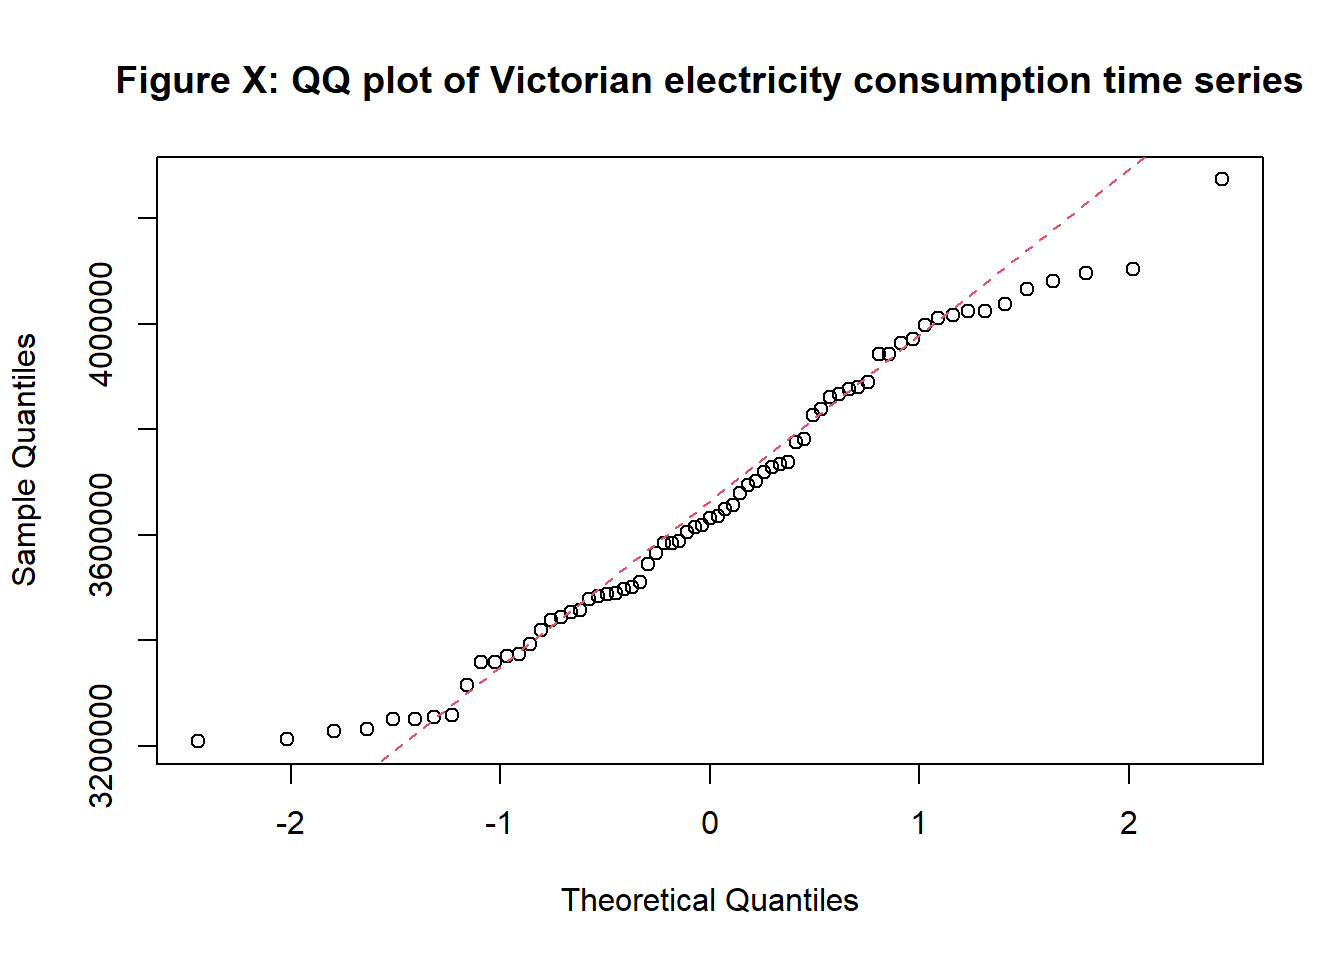 Figure X: QQ plot of Victorian electricity consumption time series
Sample Quantiles
4000000
3600000
3200000
-2
-1
0
1
2
Theoretical Quantiles